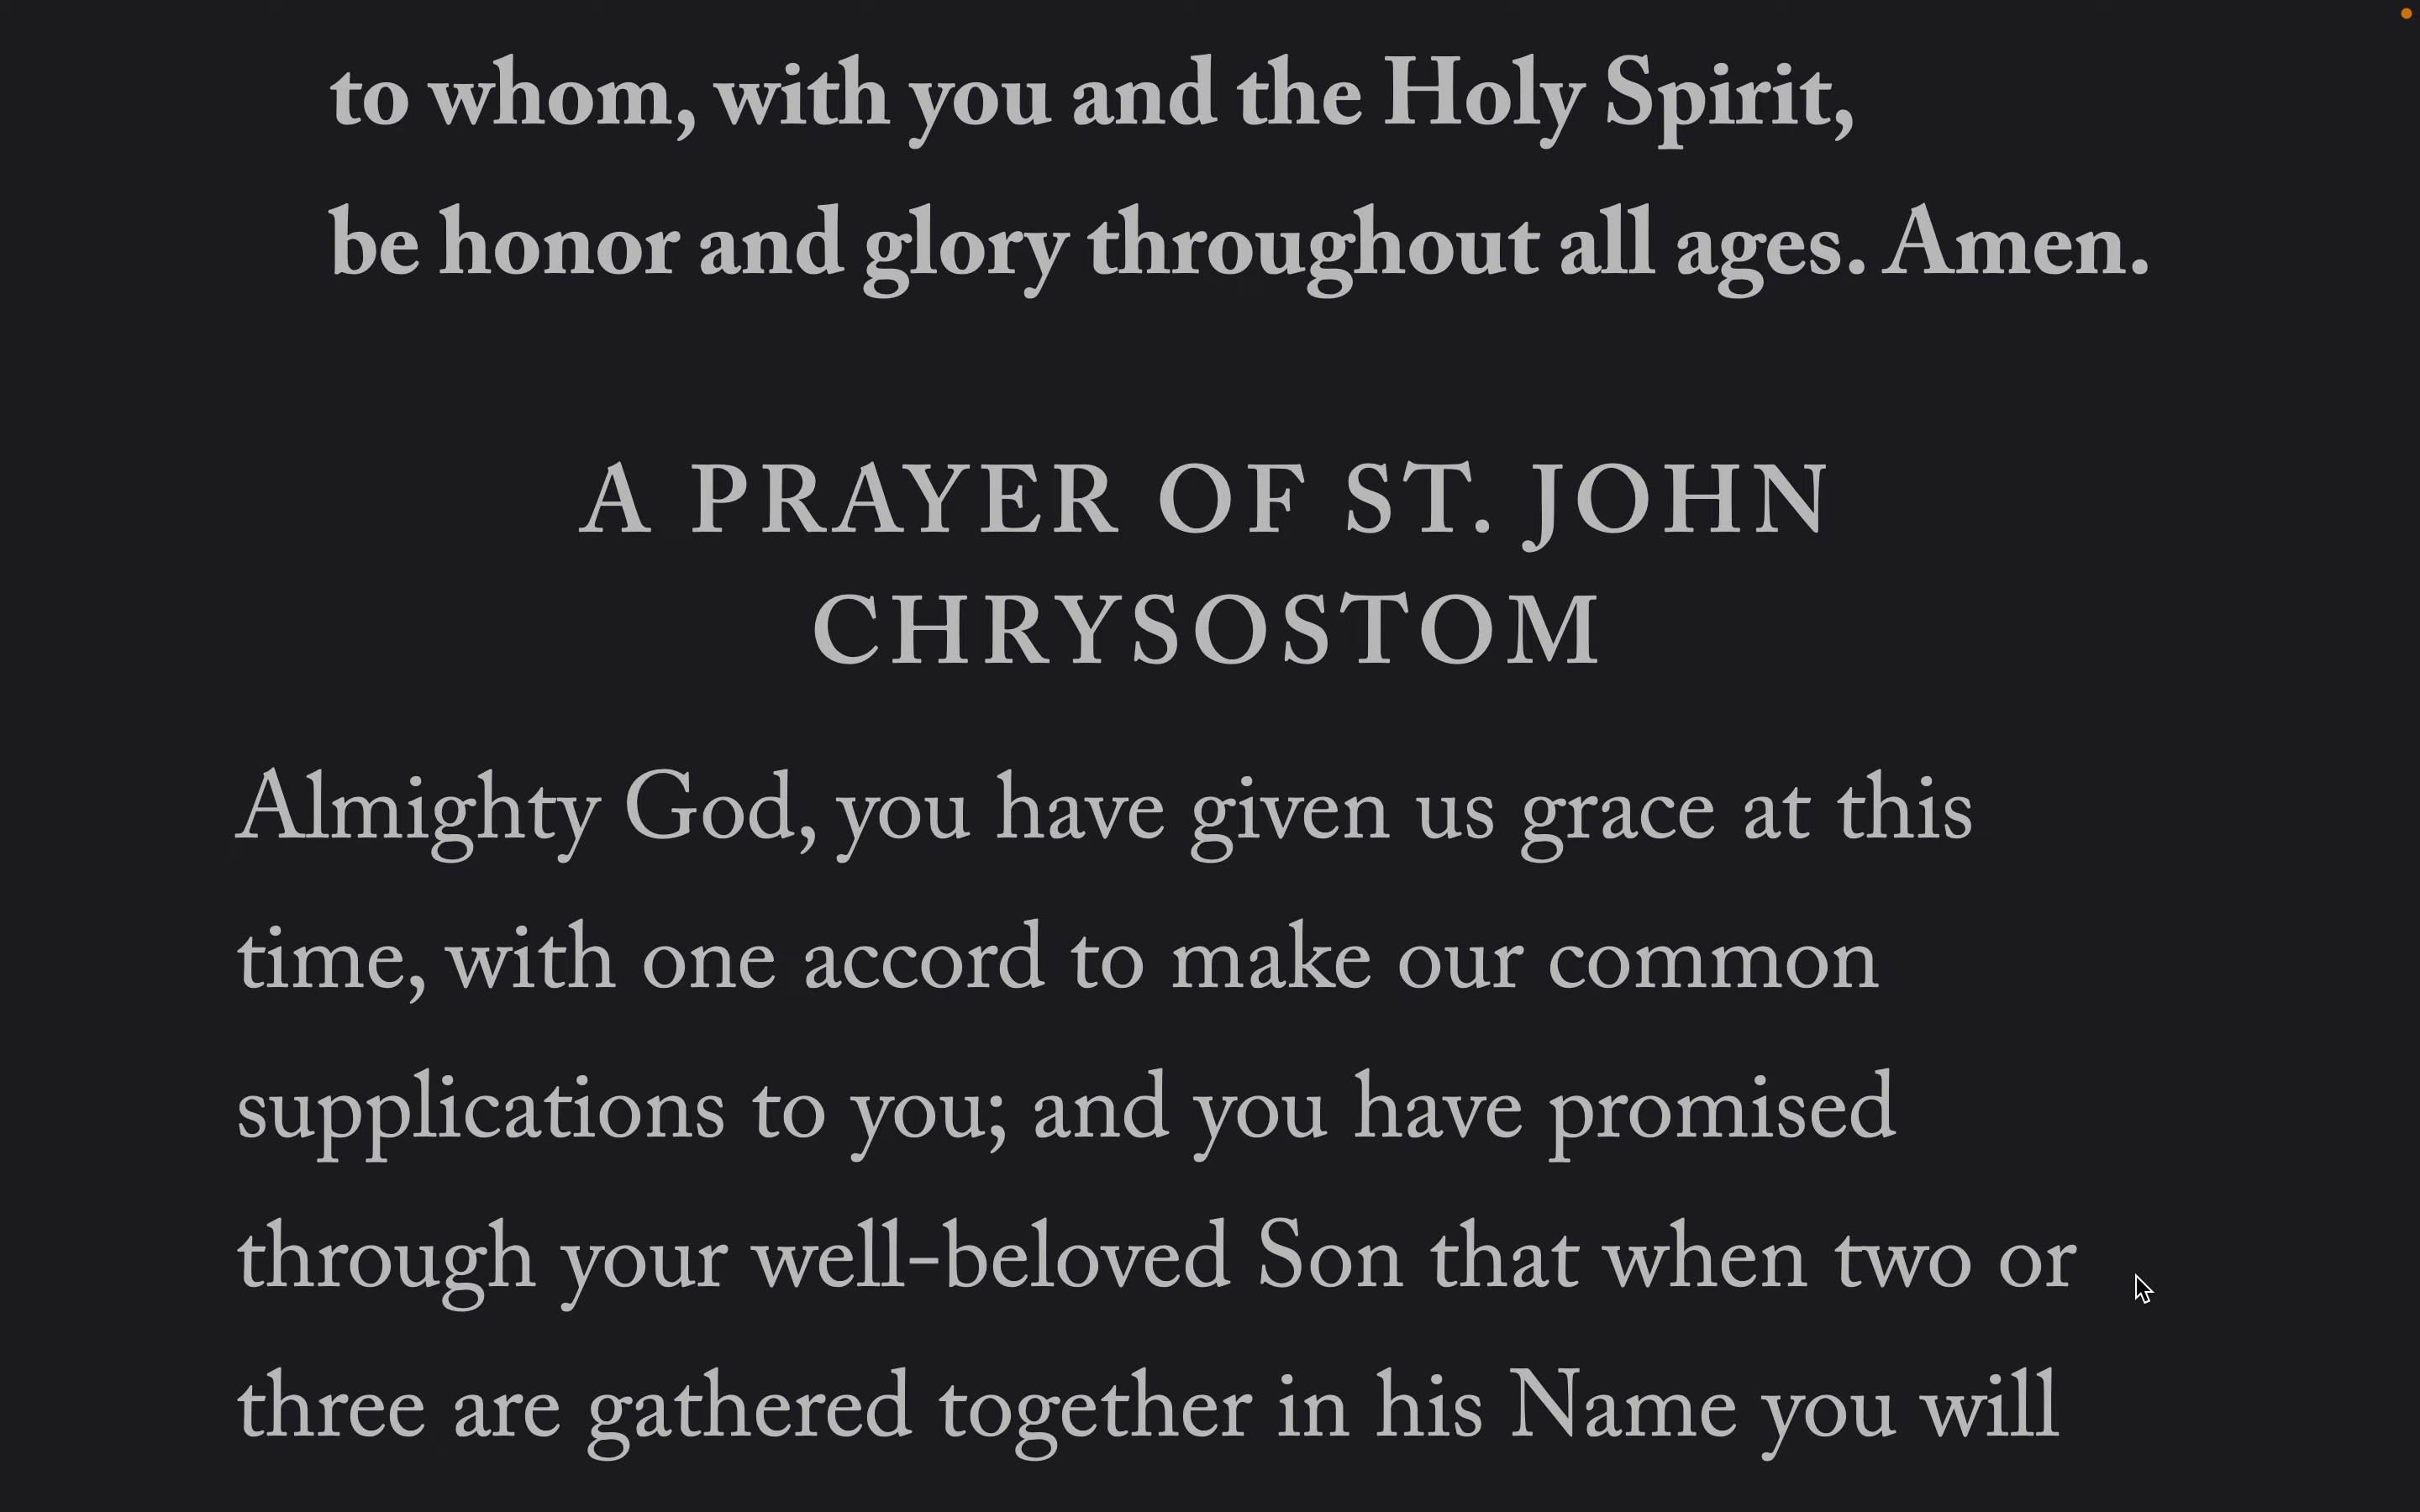 to whom, with you and the Holy Spirit,
be honor and glory throughout all ages. Amen.
A PRAYER OF ST. JOHN
CHRYSOSTOM
Almighty God, you have given us grace at this
time, with one accord to make our common
supplications to you; and you have promised
through your well-beloved Son that when two or
three are gathered together in his Name you will